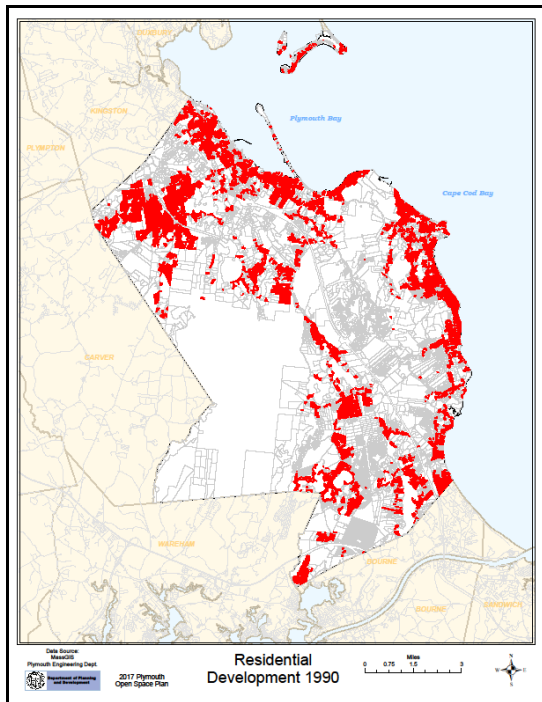 DUXBURY
KINGSTON
Plymouth Bay
PLYMPTON
Cape Cod Bay
CARVER
WAREHAM
BOURNE
BOURNE
SANDWICH
Data Source:
MassGIS
Plymouth Engineering Dept.
Department of Planning
and Development
2017 Plymouth
Open Space Plan
Residential
Development 1990
Miles
0 0.75 1.5 3
N
W E
S